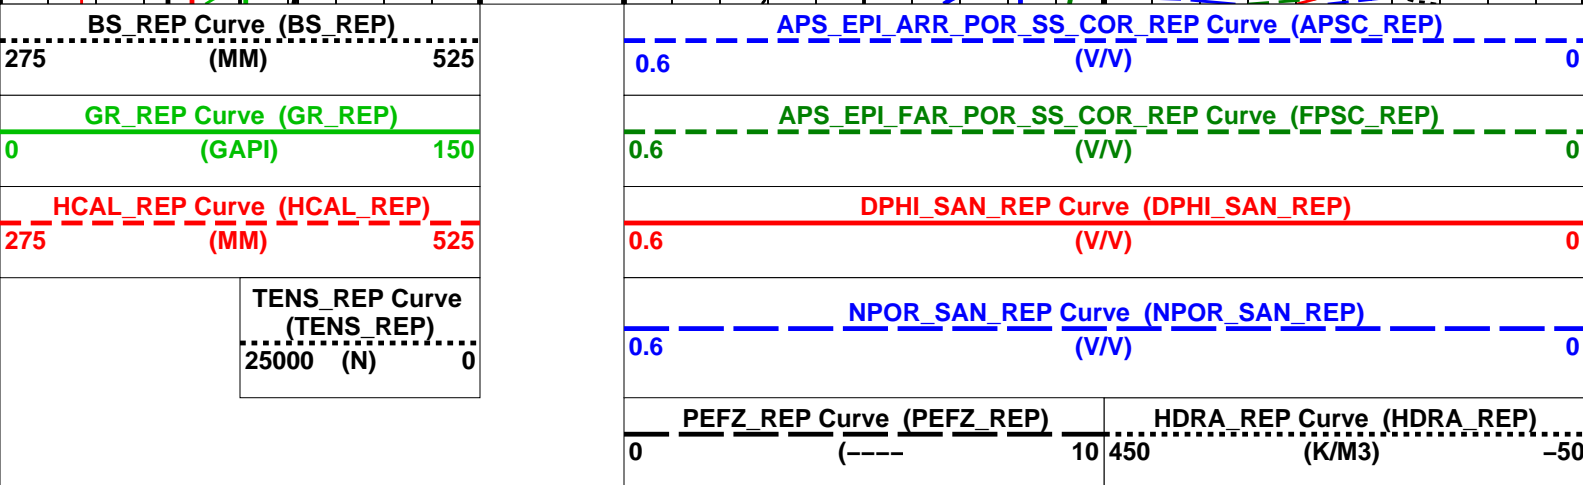 BS_REP Curve (BS_REP)
275 (MM) 525
GR_REP Curve (GR_REP)
0 (GAPI) 150
HCAL_REP Curve (HCAL_REP)
275 (MM) 525
TENS_REP Curve
(TENS_REP)
25000 (N) 0
APS_EPI_ARR_POR_SS_COR_REP Curve (APSC_REP)
0.6 (V/V) 0
APS_EPI_FAR_POR_SS_COR_REP Curve (FPSC_REP)
0.6 (V/V) 0
DPHI_SAN_REP Curve (DPHI_SAN_REP)
0.6 (V/V) 0
NPOR_SAN_REP Curve (NPOR_SAN_REP)
0.6 (V/V) 0
PEFZ_REP Curve (PEFZ_REP)
0 (---- 10
HDRA_REP Curve (HDRA_REP)
450 (K/M3) -50